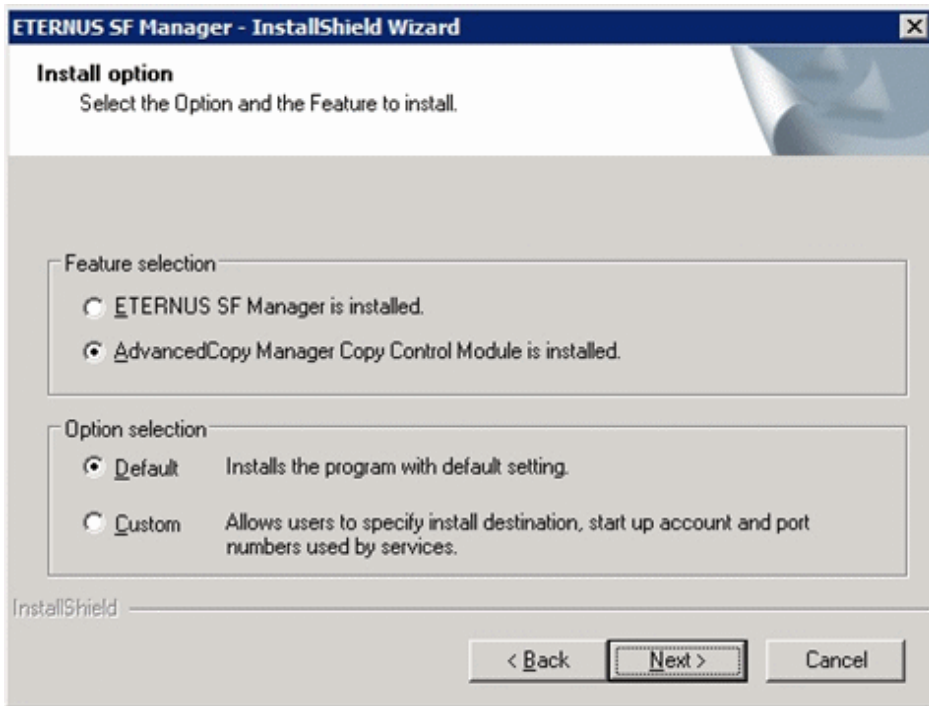 ETERNUS SF Manager - InstallShield Wizard
Install option
Select the Option and the Feature to install.
Feature selection
ETERNUS SF Manager is installed.
AdvancedCopy Manager Copy Control Module is installed.
Option selection
Default Installs the program with default setting.
Custom Allows users to specify install destination, start up account and port
numbers used by services.
InstallShield
< Back Next > Cancel